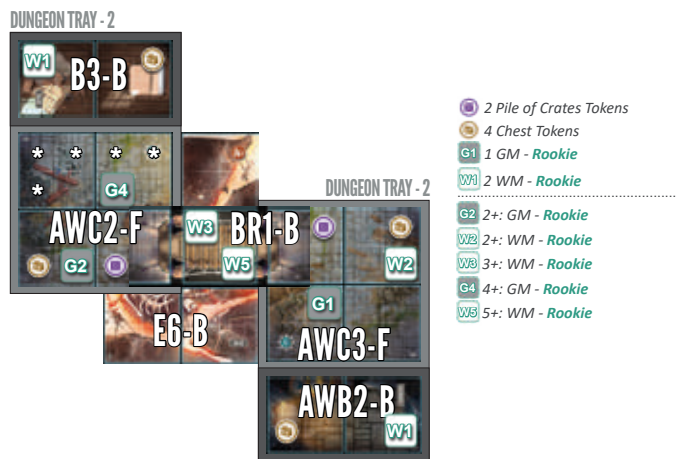 DUNGEON TRAY - 2
W1
B3-B
* * * *
*
G4
AWC2-F
G2
W3
BR1-B
W5
E6-B
DUNGEON TRAY - 2
W2
G1
AWC3-F
AWB2-B
W1
2 Pile of Crates Tokens
4 Chest Tokens
G1 1 GM - Rookie
W1 2 WM - Rookie
G2 2+: GM - Rookie
W2 2+: WM - Rookie
W3 3+: WM - Rookie
G4 4+: GM - Rookie
W5 5+: WM - Rookie